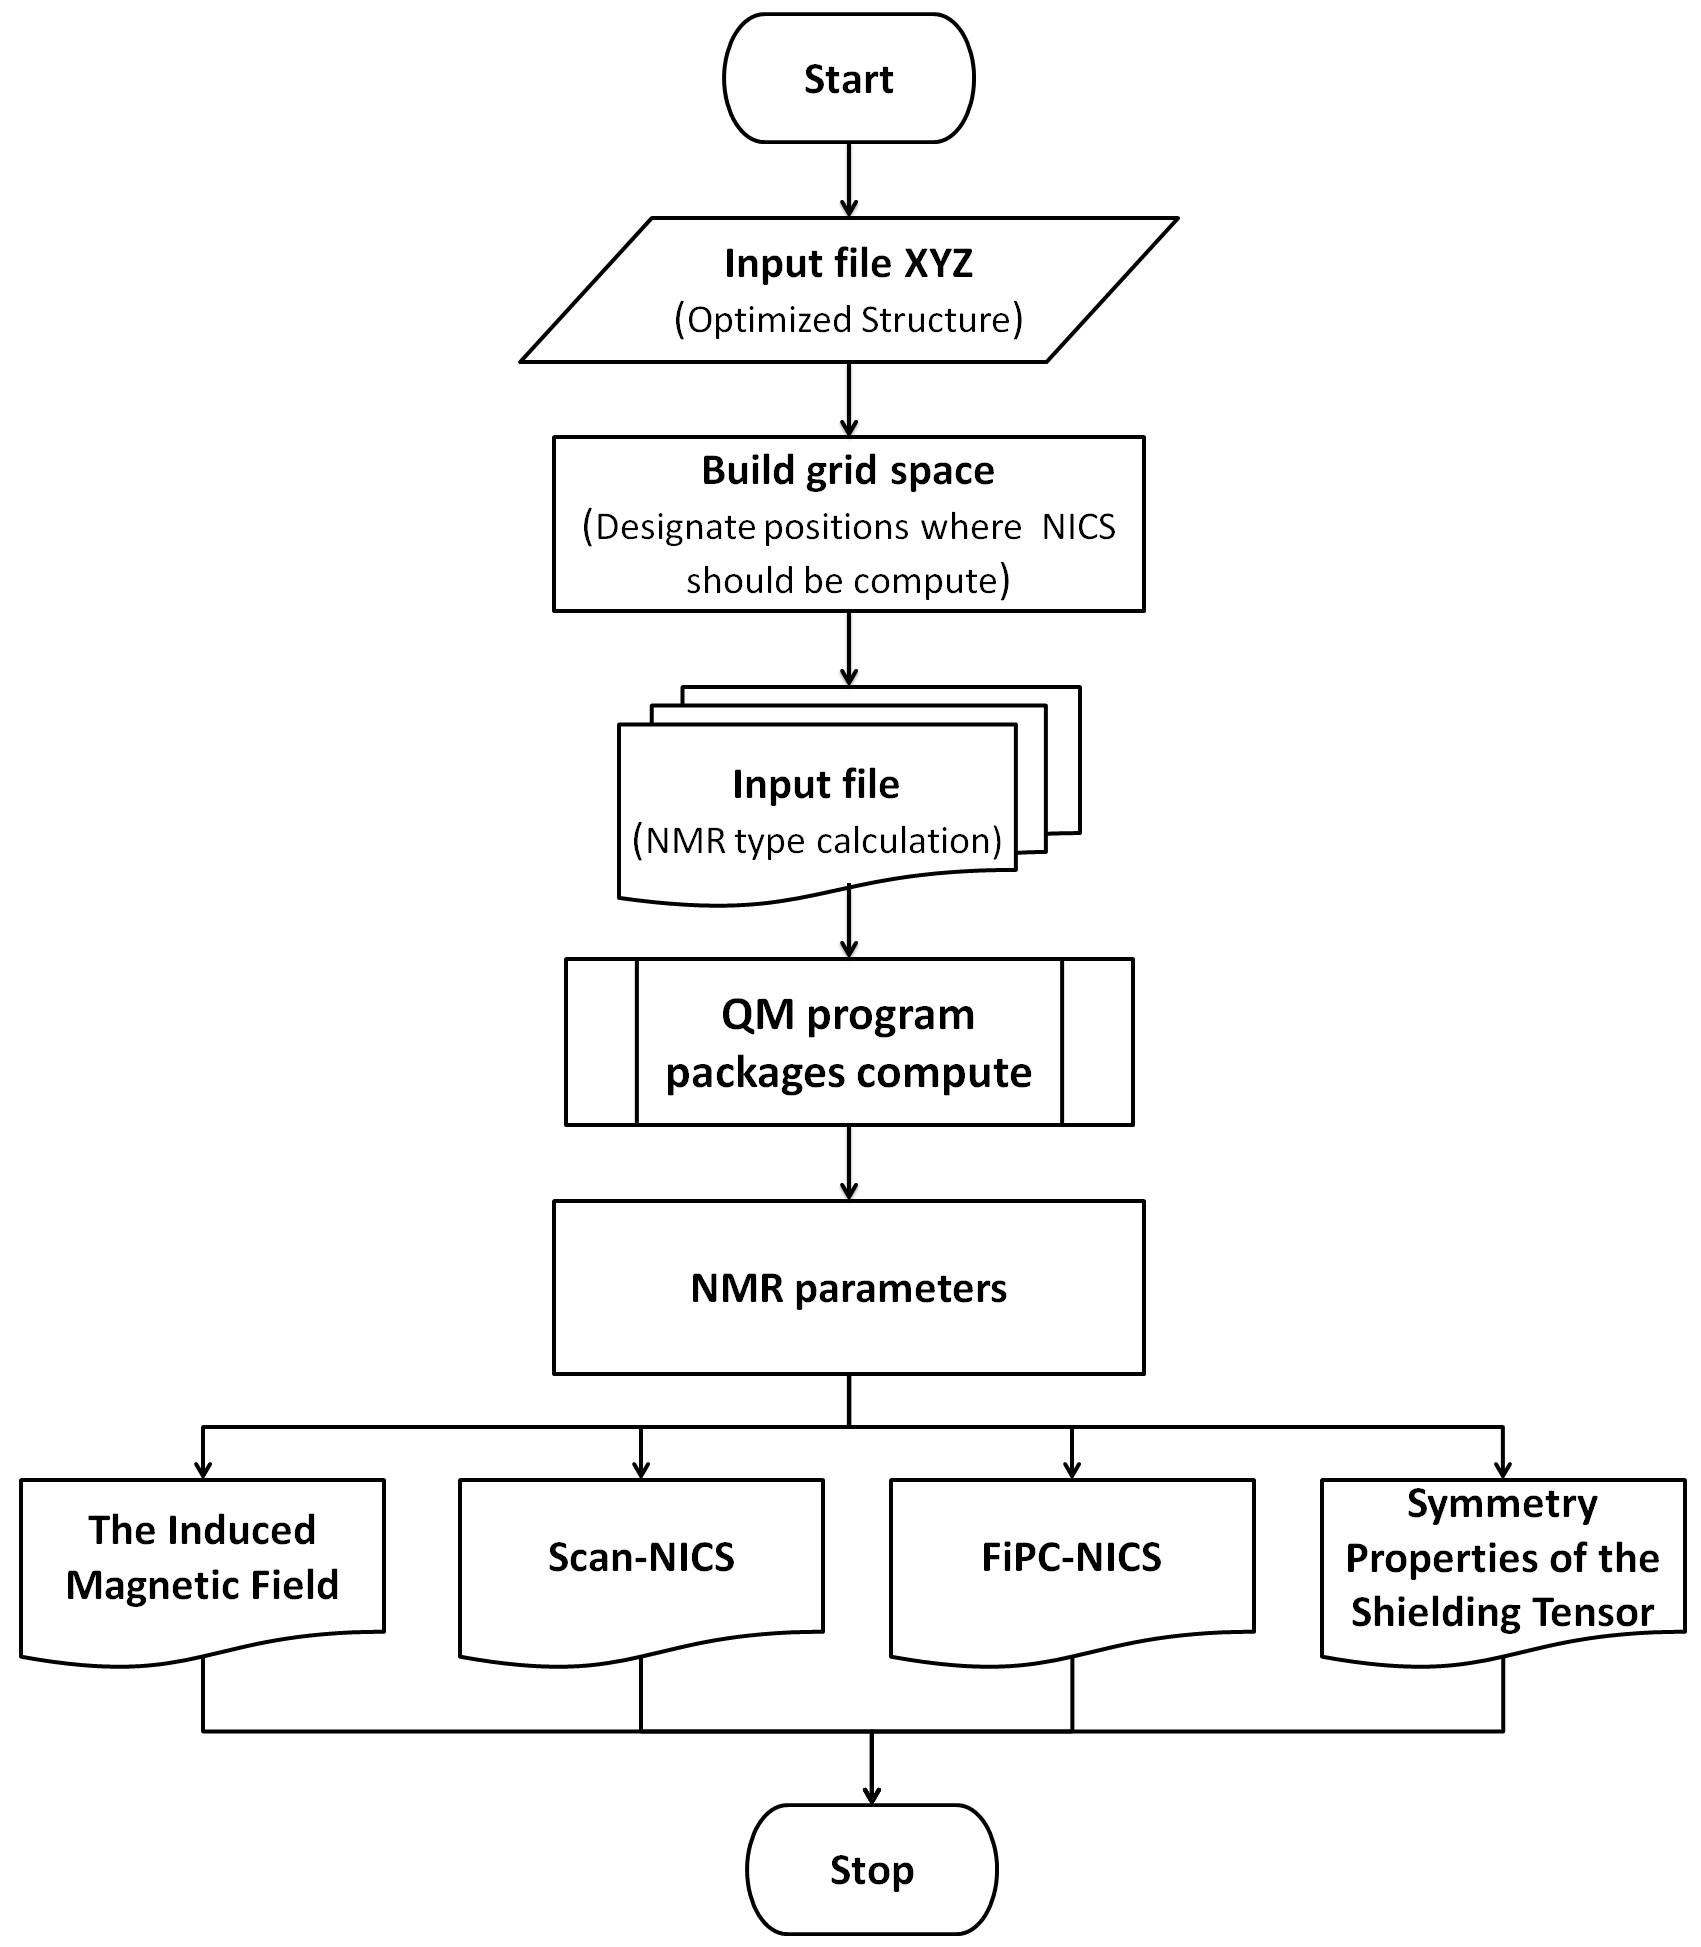 Start
Input file XYZ
(Optimized Structure)
Build grid space
(Designate positions where NICS
should be compute)
Input file
(NMR type calculation)
QM program
packages compute
NMR parameters
The Induced
Magnetic Field
Scan-NICS
FiPC-NICS
Symmetry
Properties of the
Shielding Tensor
Stop